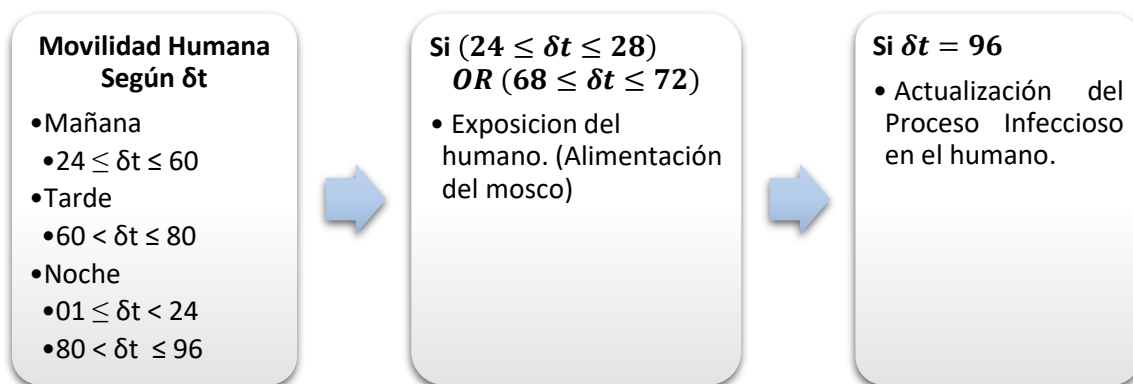 Movilidad Humana
Según δt
•Mañana
•24 ≤ δt ≤ 60
•Tarde
•60 < δt ≤ 80
•Noche
•01 ≤ δt < 24
•80 < δt ≤ 96
Si (24 ≤ δt ≤ 28)
OR (68 ≤ δt ≤ 72)
• Exposicion del
humano. (Alimentación
del mosco)
Si δt = 96
• Actualización del
Proceso Infeccioso
en el humano.